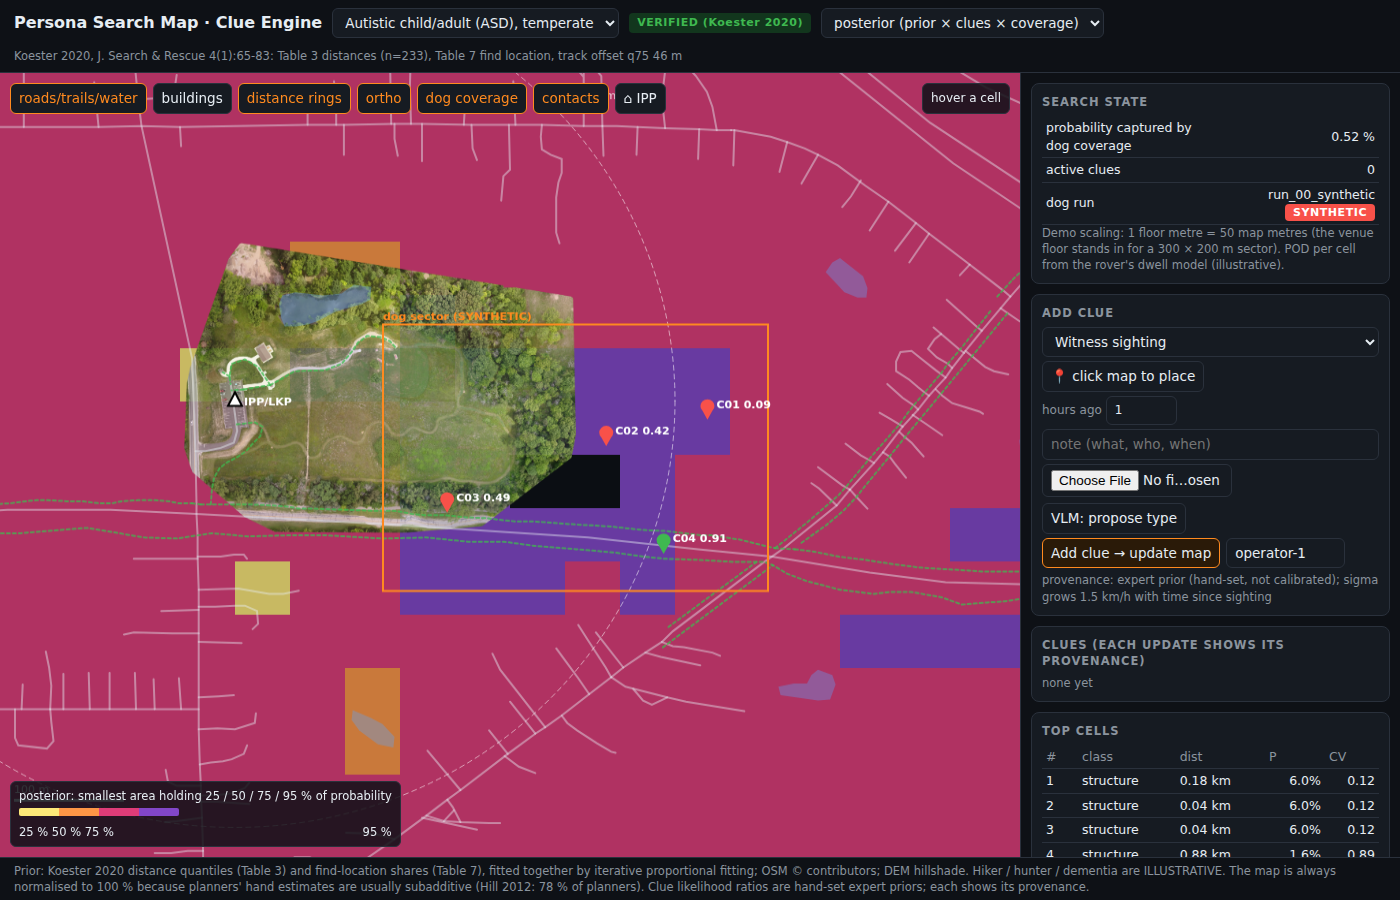 Persona Search Map · Clue Engine
Autistic child/adult (ASD), temperate
VERIFIED (Koester 2020)
posterior (prior × clues × coverage)
Koester 2020, J. Search & Rescue 4(1):65-83: Table 3 distances (n=233), Table 7 find location, track offset q75 46 m
roads/trails/water
buildings
distance rings
ortho
dog coverage
contacts
⌂ IPP
hover a cell
dog sector (SYNTHETIC)
IPP/LKP
C01 0.09
C02 0.42
C03 0.49
C04 0.91
posterior: smallest area holding 25 / 50 / 75 / 95 % of probability
25 % 50 % 75 %
95 %
SEARCH STATE
probability captured by
dog coverage
0.52 %
active clues
0
dog run
run_00_synthetic
SYNTHETIC
Demo scaling: 1 floor metre = 50 map metres (the venue
floor stands in for a 300 × 200 m sector). POD per cell
from the rover's dwell model (illustrative).
ADD CLUE
Witness sighting
📍 click map to place
hours ago
1
note (what, who, when)
Choose File
No fi...osen
VLM: propose type
Add clue → update map
operator-1
provenance: expert prior (hand-set, not calibrated); sigma
grows 1.5 km/h with time since sighting
CLUES (EACH UPDATE SHOWS ITS
PROVENANCE)
none yet
TOP CELLS
# class dist P CV
1 structure 0.18 km 6.0% 0.12
2 structure 0.04 km 6.0% 0.12
3 structure 0.04 km 6.0% 0.12
4 structure 0.88 km 1.6% 0.89
Prior: Koester 2020 distance quantiles (Table 3) and find-location shares (Table 7), fitted together by iterative proportional fitting; OSM © contributors; DEM hillshade. Hiker / hunter / dementia are ILLUSTRATIVE. The map is always
normalised to 100 % because planners' hand estimates are usually subadditive (Hill 2012: 78 % of planners). Clue likelihood ratios are hand-set expert priors; each shows its provenance.